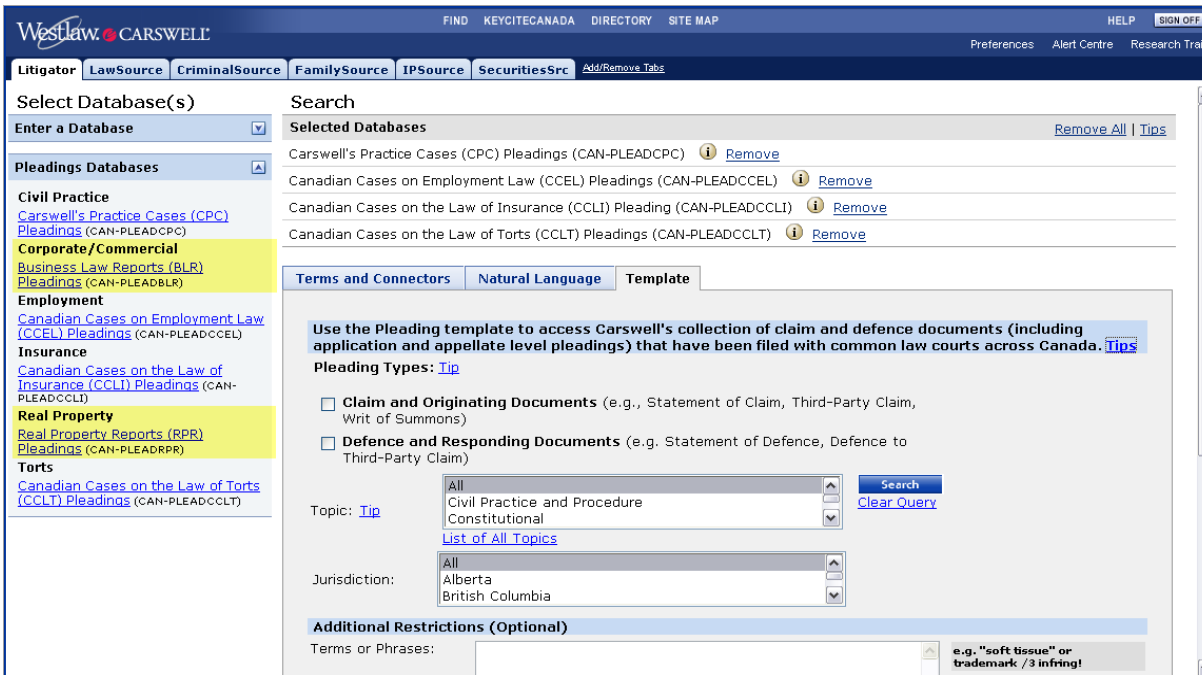 FIND KEYCITECANADA DIRECTORY SITE MAP HELP SIGN OFF
Westlaw. CARSWELL
Preferences Alert Centre Research Trai
Litigator LawSource CriminalSource FamilySource IPSource SecuritiesSrc Add/Remove Tabs
Select Database(s)
Enter a Database
Pleadings Databases
Civil Practice
Carswell's Practice Cases (CPC)
Pleadings (CAN-PLEADCPC)
Corporate/Commercial
Business Law Reports (BLR)
Pleadings (CAN-PLEADBLR)
Employment
Canadian Cases on Employment Law
(CCEL) Pleadings (CAN-PLEADCCEL)
Insurance
Canadian Cases on the Law of
Insurance (CCLI) Pleadings (CAN-
PLEADCCLI)
Real Property
Real Property Reports (RPR)
Pleadings (CAN-PLEADRPR)
Torts
Canadian Cases on the Law of Torts
(CCLT) Pleadings (CAN-PLEADCCLT)
Search
Selected Databases Remove All | Tips
Carswell's Practice Cases (CPC) Pleadings (CAN-PLEADCPC) i Remove
Canadian Cases on Employment Law (CCEL) Pleadings (CAN-PLEADCCEL) i Remove
Canadian Cases on the Law of Insurance (CCLI) Pleading (CAN-PLEADCCLI) i Remove
Canadian Cases on the Law of Torts (CCLT) Pleadings (CAN-PLEADCCLT) i Remove
Terms and Connectors Natural Language Template
Use the Pleading template to access Carswell's collection of claim and defence documents (including
application and appellate level pleadings) that have been filed with common law courts across Canada. Tips
Pleading Types: Tip
Claim and Originating Documents (e.g., Statement of Claim, Third-Party Claim,
Writ of Summons)
Defence and Responding Documents (e.g. Statement of Defence, Defence to
Third-Party Claim)
Topic: Tip
All
Civil Practice and Procedure
Constitutional
Search
Clear Query
List of All Topics
Jurisdiction:
All
Alberta
British Columbia
Additional Restrictions (Optional)
Terms or Phrases:
e.g. "soft tissue" or
trademark /3 infring!